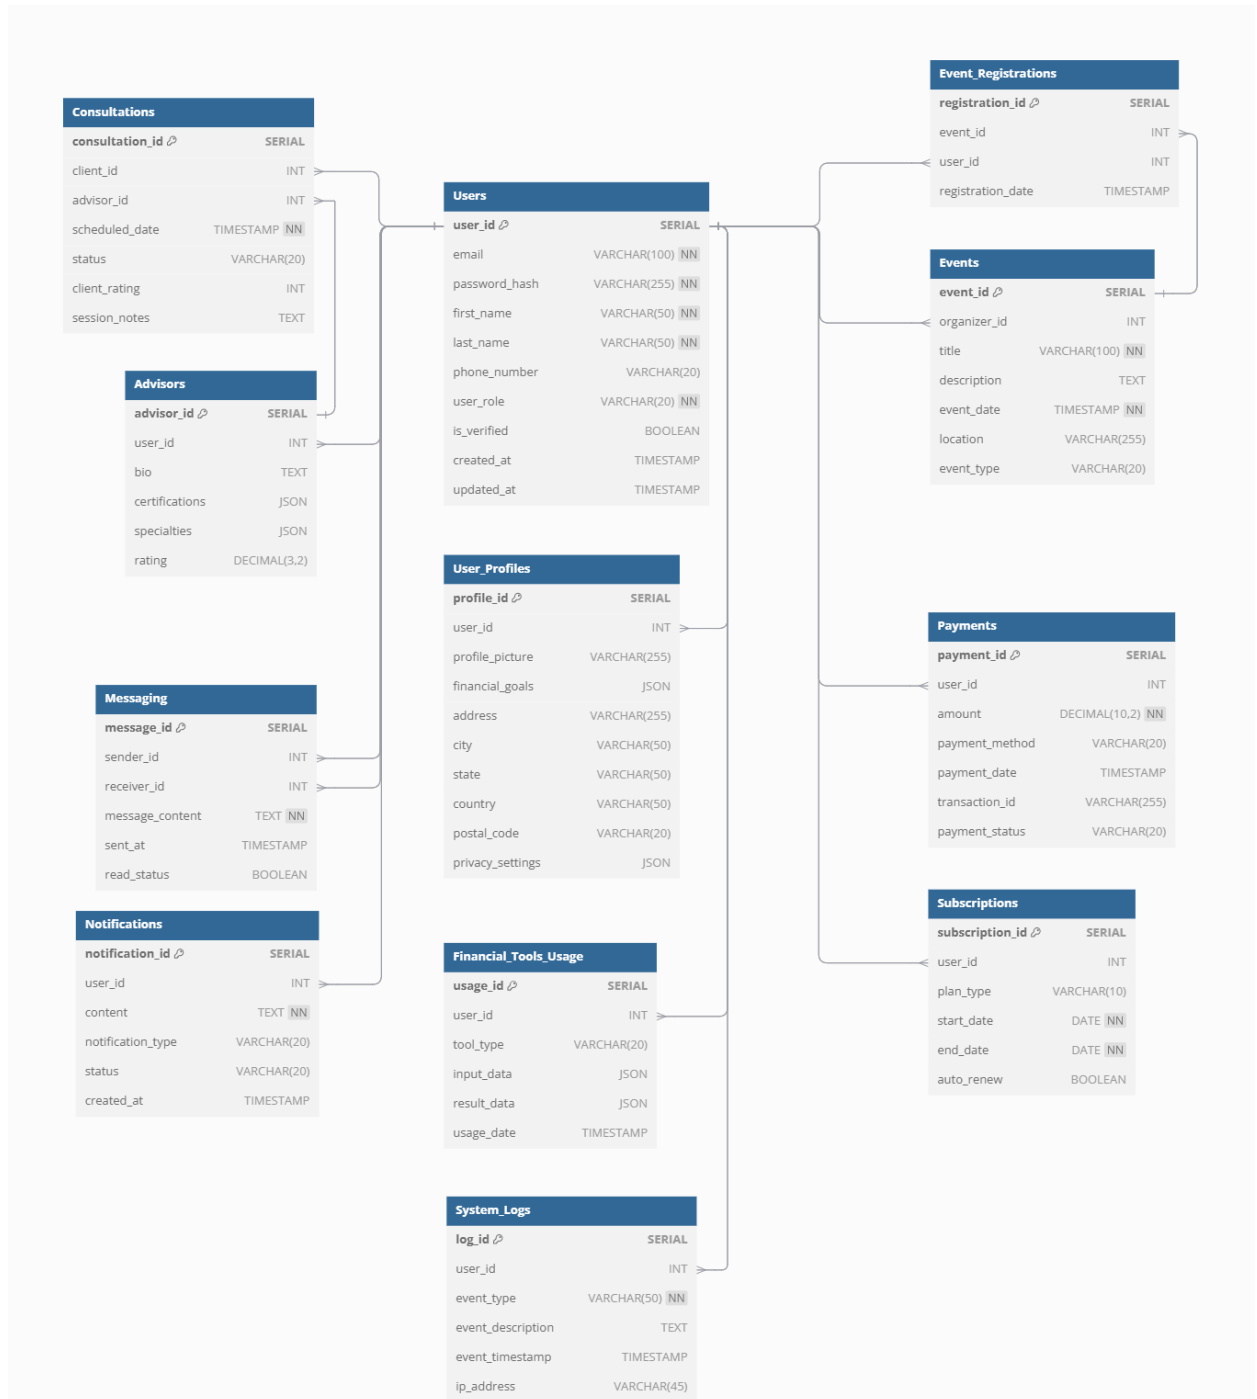 Consultations
consultation_id SERIAL
client_id INT
advisor_id INT
scheduled_date TIMESTAMP NN
status VARCHAR(20)
client_rating INT
session_notes TEXT
Advisors
advisor_id SERIAL
user_id INT
bio TEXT
certifications JSON
specialties JSON
rating DECIMAL(3,2)
Messaging
message_id SERIAL
sender_id INT
receiver_id INT
message_content TEXT NN
sent_at TIMESTAMP
read_status BOOLEAN
Notifications
notification_id SERIAL
user_id INT
content TEXT NN
notification_type VARCHAR(20)
status VARCHAR(20)
created_at TIMESTAMP
Users
user_id SERIAL
email VARCHAR(100) NN
password_hash VARCHAR(255) NN
first_name VARCHAR(50) NN
last_name VARCHAR(50) NN
phone_number VARCHAR(20)
user_role VARCHAR(20) NN
is_verified BOOLEAN
created_at TIMESTAMP
updated_at TIMESTAMP
User_Profiles
profile_id SERIAL
user_id INT
profile_picture VARCHAR(255)
financial_goals JSON
address VARCHAR(255)
city VARCHAR(50)
state VARCHAR(50)
country VARCHAR(50)
postal_code VARCHAR(20)
privacy_settings JSON
Financial_Tools_Usage
usage_id SERIAL
user_id INT
tool_type VARCHAR(20)
input_data JSON
result_data JSON
usage_date TIMESTAMP
System_Logs
log_id SERIAL
user_id INT
event_type VARCHAR(50) NN
event_description TEXT
event_timestamp TIMESTAMP
ip_address VARCHAR(45)
Event_Registrations
registration_id SERIAL
event_id INT
user_id INT
registration_date TIMESTAMP
Events
event_id SERIAL
organizer_id INT
title VARCHAR(100) NN
description TEXT
event_date TIMESTAMP NN
location VARCHAR(255)
event_type VARCHAR(20)
Payments
payment_id SERIAL
user_id INT
amount DECIMAL(10,2) NN
payment_method VARCHAR(20)
payment_date TIMESTAMP
transaction_id VARCHAR(255)
payment_status VARCHAR(20)
Subscriptions
subscription_id SERIAL
user_id INT
plan_type VARCHAR(10)
start_date DATE NN
end_date DATE NN
auto_renew BOOLEAN